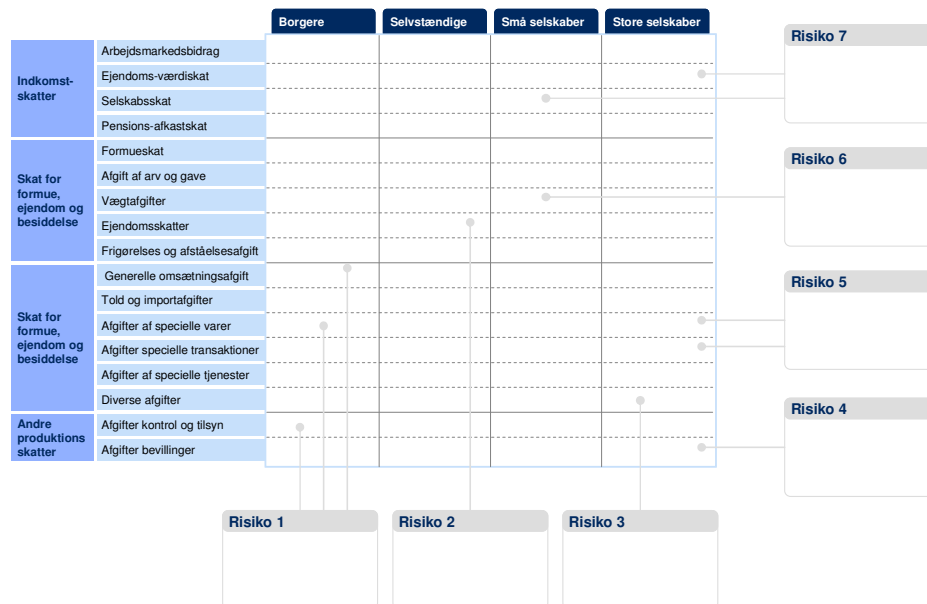 Borgere
Selvstændige
Små selskaber
Store selskaber
Indkomst-
skatter
Arbejdsmarkedsbidrag
Ejendoms-værdiskat
Selskabsskat
Pensions-afkastskat
Skat for
formue,
ejendom og
besiddelse
Formueskat
Afgift af arv og gave
Vægtafgifter
Ejendomsskatter
Frigørelses og afståelsesafgift
Skat for
formue,
ejendom og
besiddelse
Generelle omsætningsafgift
Told og importafgifter
Afgifter af specielle varer
Afgifter specielle transaktioner
Afgifter af specielle tjenester
Diverse afgifter
Andre
produktions
skatter
Afgifter kontrol og tilsyn
Afgifter bevillinger
Risiko 7
Risiko 6
Risiko 5
Risiko 4
Risiko 1
Risiko 2
Risiko 3